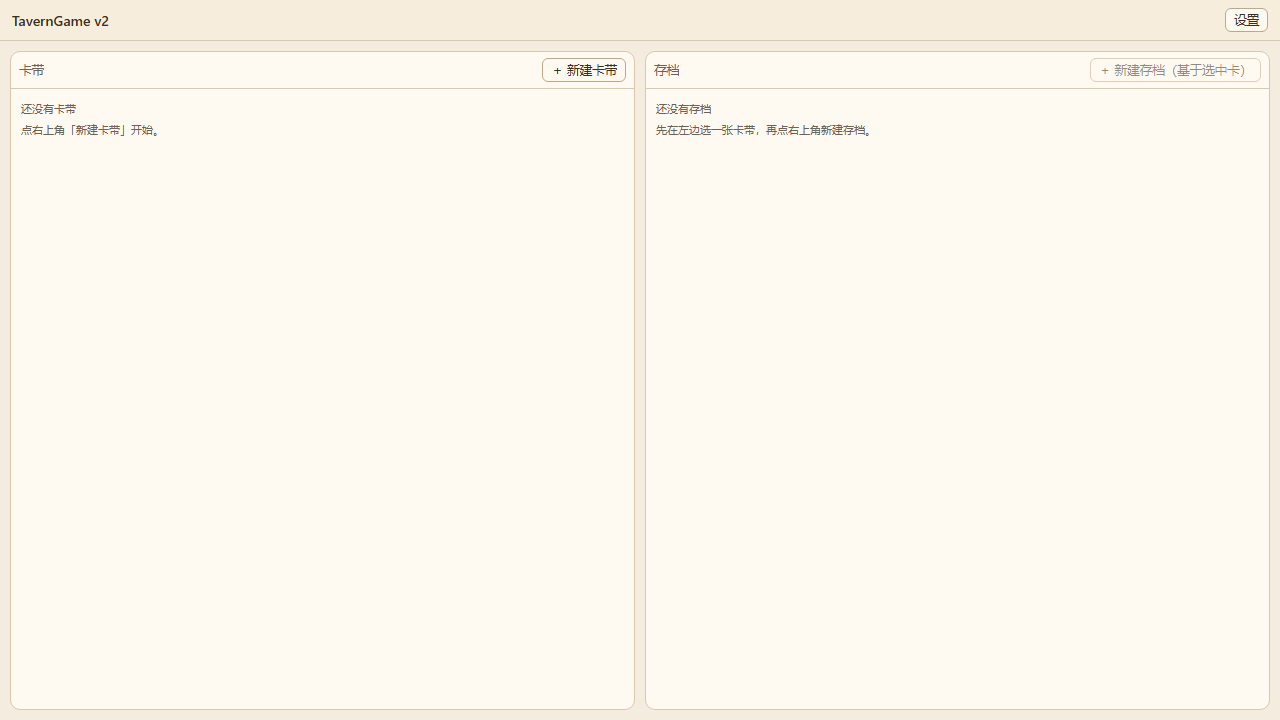 TavernGame v2
设置
卡带
+ 新建卡带
还没有卡带
点右上角「新建卡带」开始。
存档
+ 新建存档（基于选中卡）
还没有存档
先在左边选一张卡带，再点右上角新建存档。